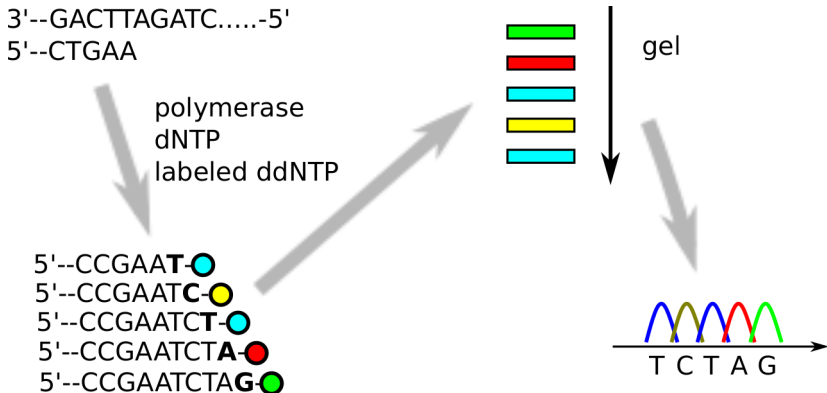 3'--GACTTAGATC.....-5'
5'--CTGAA
polymerase
dNTP
labeled ddNTP
gel
5'--CCGAAT-
5'--CCGAATC-
5'--CCGAATCT-
5'--CCGAATCTA-
5'--CCGAATCTAG-
T C T A G